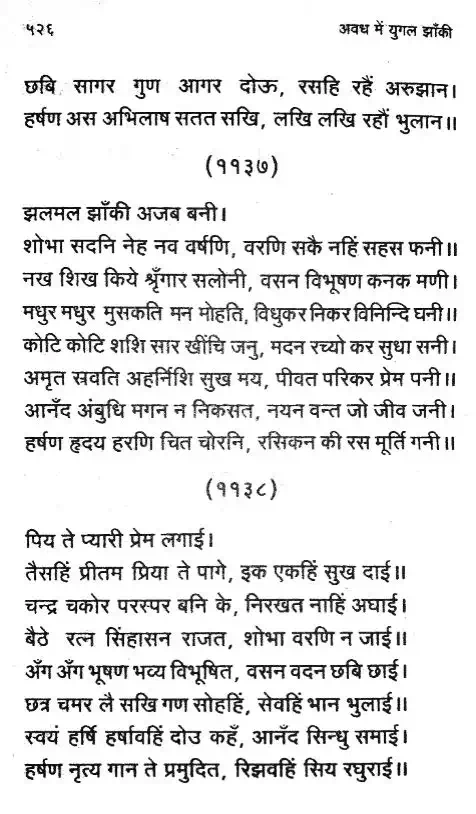 ५२६ अवध में युगल झाँकी
छबि सागर गुण आगर दोऊ, रसहि रहैं अरुझान।
हर्षण अस अभिलाष सतत सखि, लखि लखि रहौं भुलान॥
(११३७)
झलमल झाँकी अजब बनी।
शोभा सदनि नेह नव वर्षणि, वरणि सकै नहिं सहस फनी॥
नख शिख किये श्रृँगार सलोनी, वसन विभूषण कनक मणी।
मधुर मधुर मुसकति मन मोहति, विधुकर निकर विनिन्दि घनी॥
कोटि कोटि शशि सार खींचि जनु, मदन रच्यो कर सुधा सनी।
अमृत स्रवति अहर्निशि सुख मय, पीवत परिकर प्रेम पनी॥
आनँद अंबुधि मगन न निकसत, नयन वन्त जो जीव जनी।
हर्षण हृदय हरणि चित चोरनि, रसिकन की रस मूर्ति गनी॥
(११३८)
पिय ते प्यारी प्रेम लगाई।
तैसहिं प्रीतम प्रिया ते पागे, इक एकहिं सुख दाई॥
चन्द्र चकोर परस्पर बनि के, निरखत नाहिं अघाई।
बैठे रत्न सिंहासन राजत, शोभा वरणि न जाई॥
अँग अँग भूषण भव्य विभूषित, वसन वदन छबि छाई।
छत्र चमर लै सखि गण सोहहिं, सेवहिं भान भुलाई॥
स्वयं हर्षि हर्षावहिं दोउ कहँ, आनँद सिन्धु समाई।
हर्षण नृत्य गान ते प्रमुदित, रिझवहिं सिय रघुराई॥